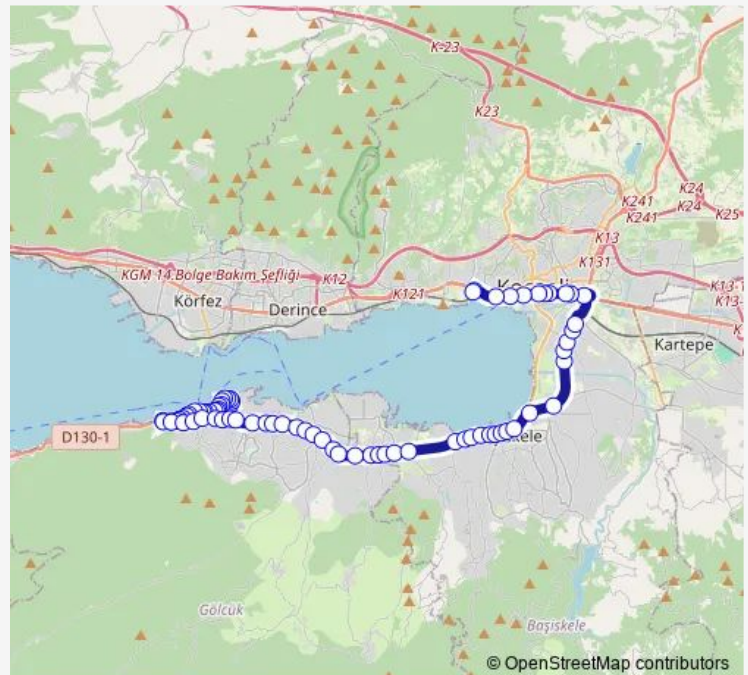 K-23
K23
K24
K241
K24
K25
K241
K13
K131
KGM 14 Bölge Bakım Şefliği
K12
K121
K13-1
K13-
Körfez
Derince
Kartepe
D130-1
Gölcük
Başiskele
© OpenStreetMap contributors